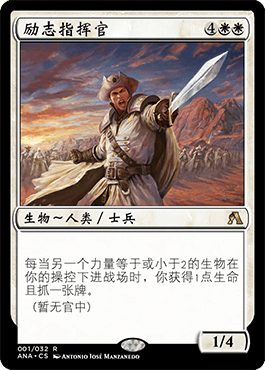 励志指挥官 4
生物～人类 / 士兵
每当另一个力量等于或小于2的生物在
你的操控下进战场时，你获得1点生命
且抓一张牌。
（暂无官中）
001/032 R
ANA • CS Antonio José Manzanedo
1/4